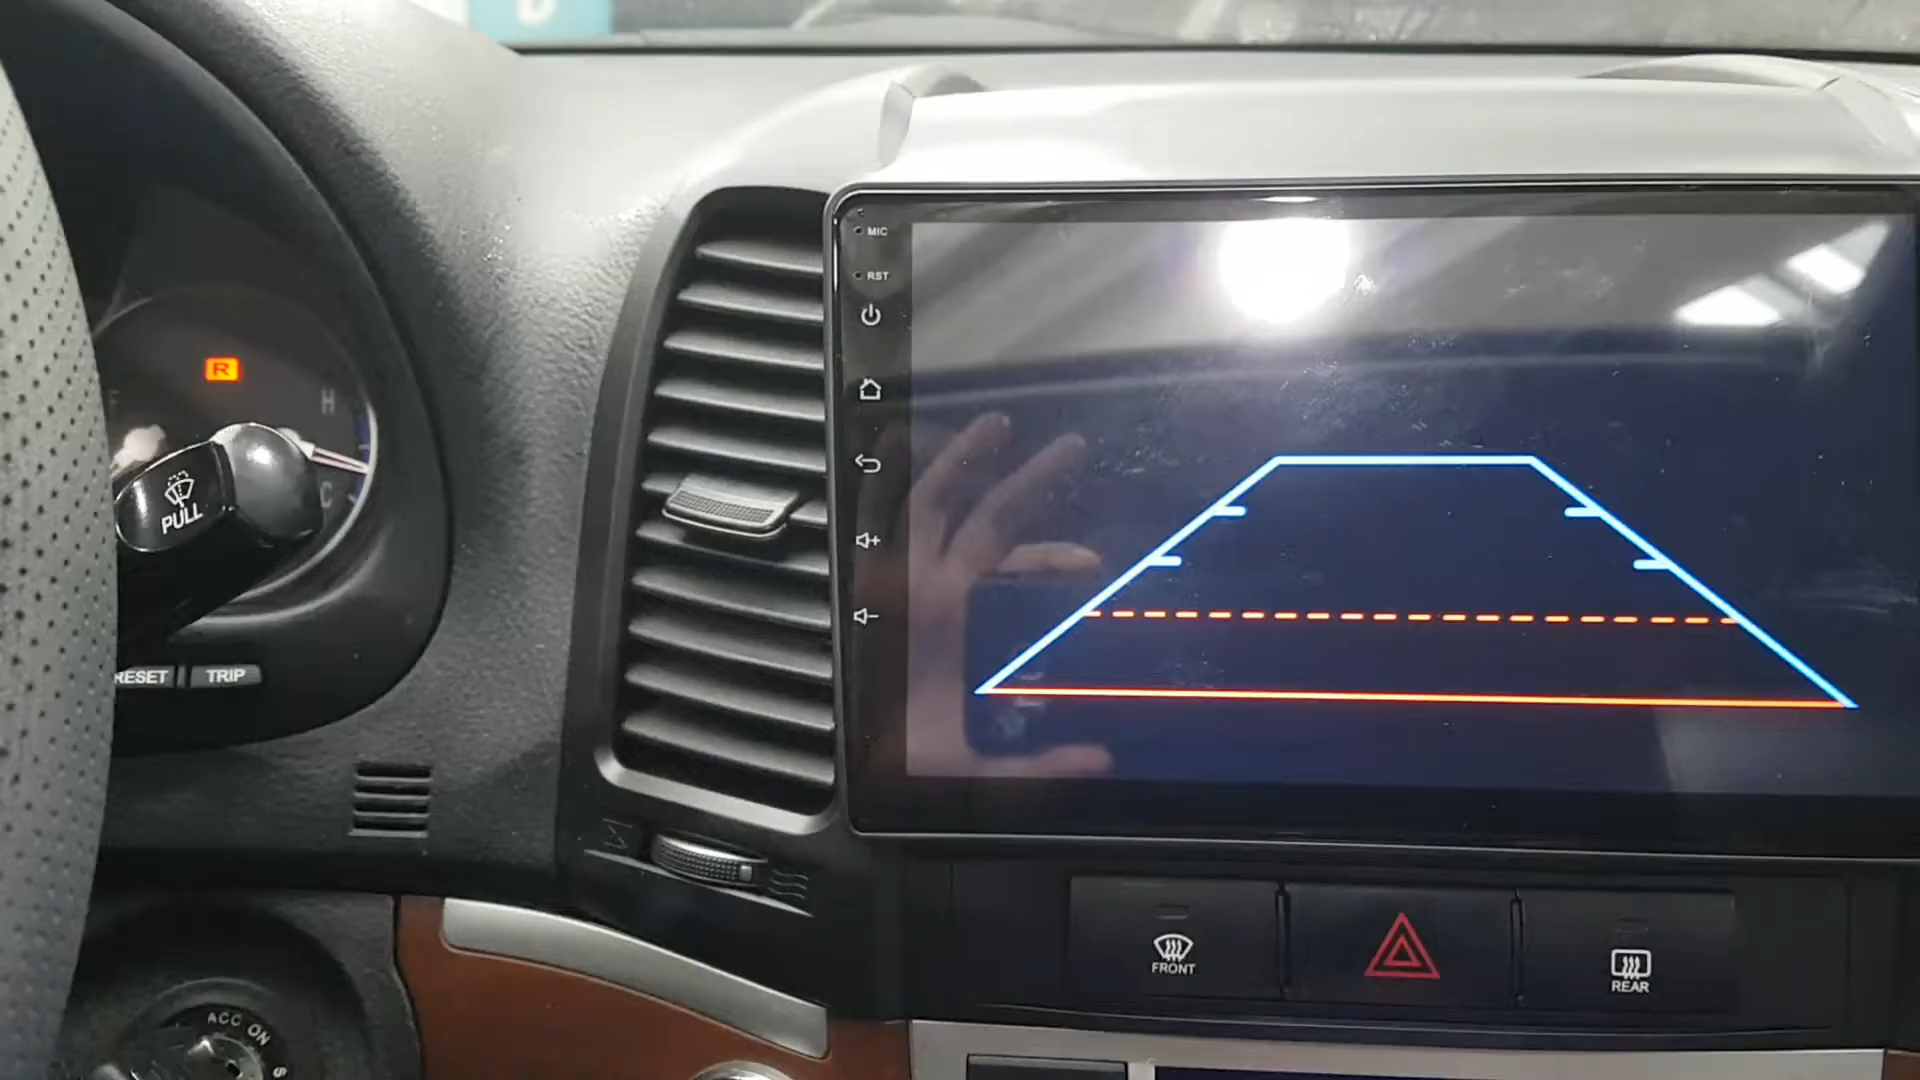 D
MIC
RST
R
F
H
C
PULL
RESET
TRIP
FRONT
REAR
ACC ON
S